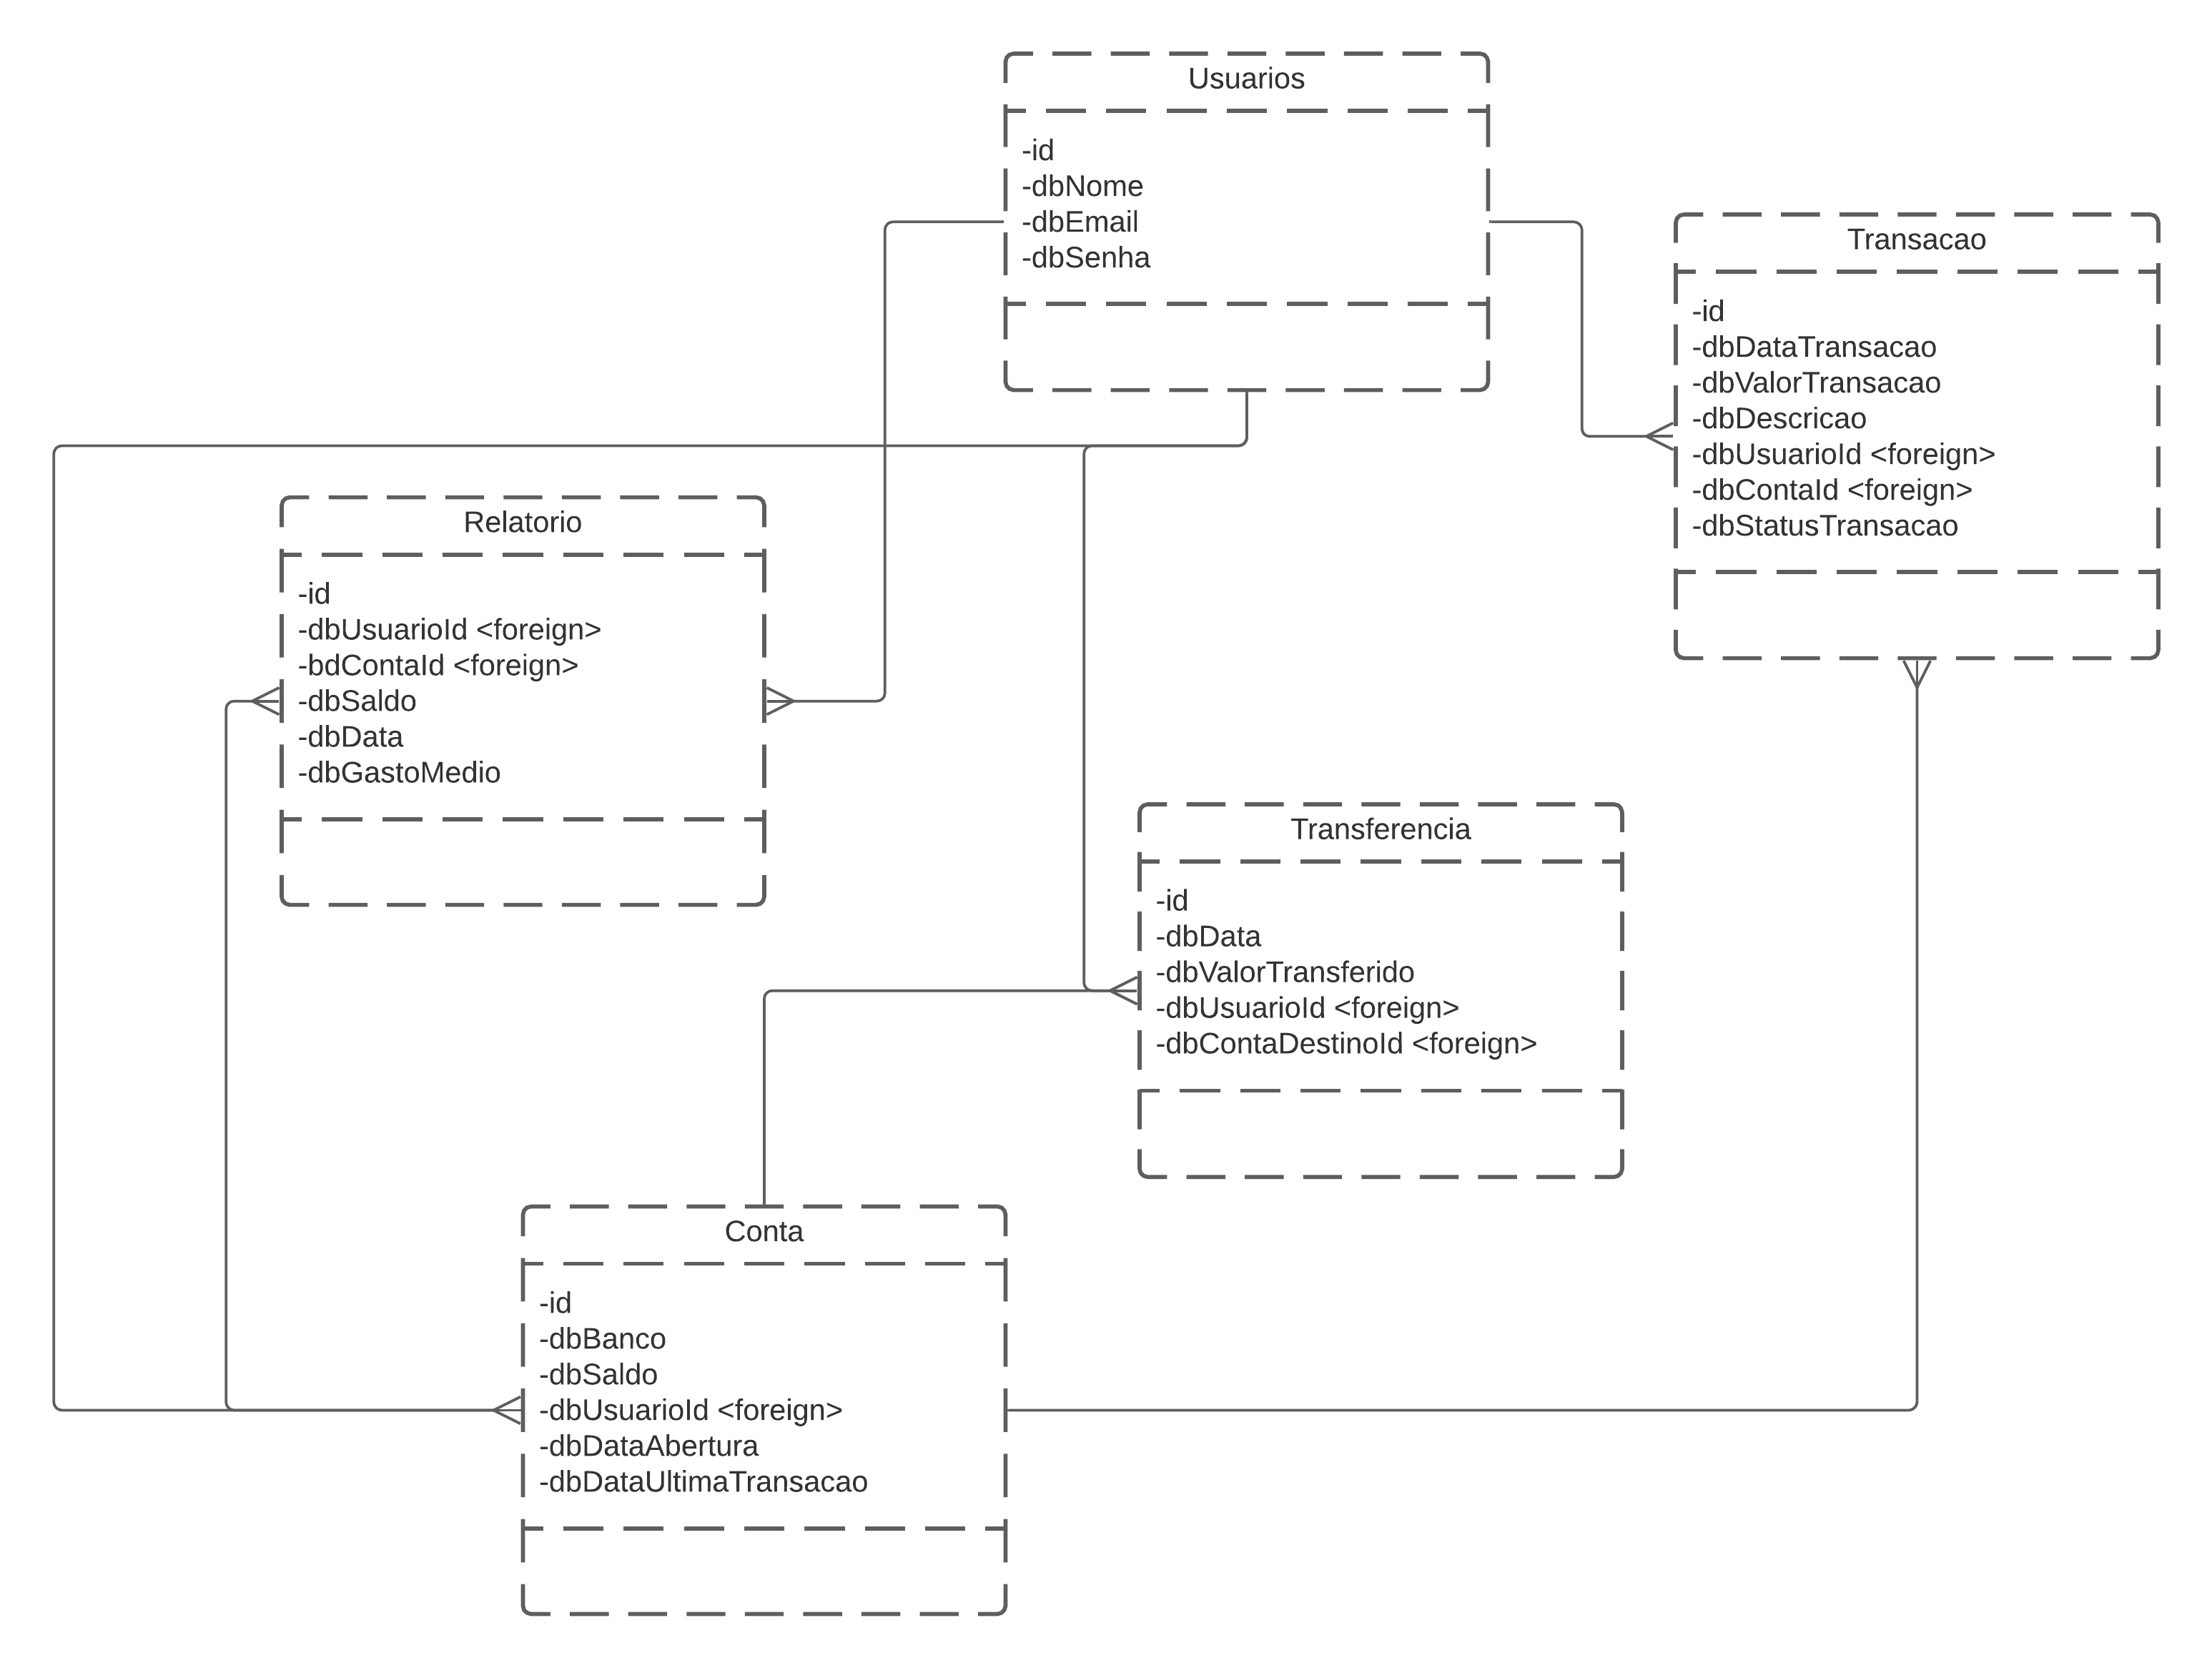 Usuarios
-id
-dbNome
-dbEmail
-dbSenha
Transacao
-id
-dbDataTransacao
-dbValorTransacao
-dbDescricao
-dbUsuarioId <foreign>
-dbContaId <foreign>
-dbStatusTransacao
Relatorio
-id
-dbUsuarioId <foreign>
-bdContaId <foreign>
-dbSaldo
-dbData
-dbGastoMedio
Transferencia
-id
-dbData
-dbValorTransferido
-dbUsuarioId <foreign>
-dbContaDestinoId <foreign>
Conta
-id
-dbBanco
-dbSaldo
-dbUsuarioId <foreign>
-dbDataAbertura
-dbDataUltimaTransacao